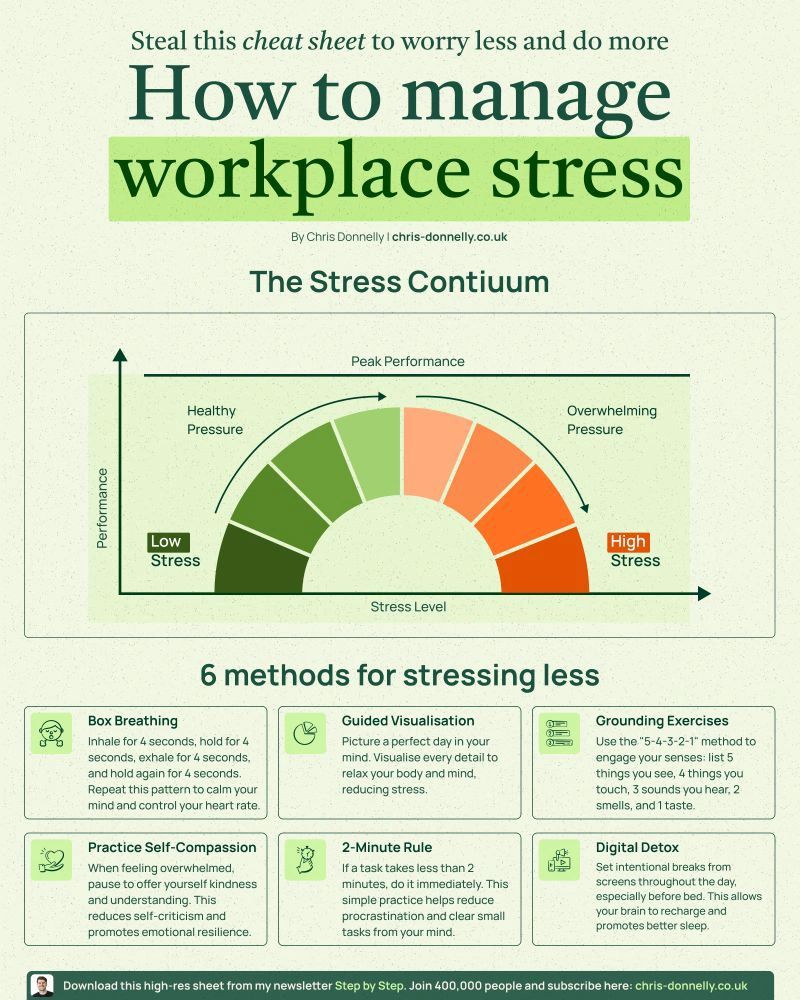 Steal this cheat sheet to worry less and do more
How to manage
workplace stress
By Chris Donnelly | chris-donnelly.co.uk
The Stress Contiuum
Peak Performance
Healthy
Pressure
Overwhelming
Pressure
Performance
Low
Stress
High
Stress
Stress Level
6 methods for stressing less
Box Breathing
Inhale for 4 seconds, hold for 4
seconds, exhale for 4 seconds,
and hold again for 4 seconds.
Repeat this pattern to calm your
mind and control your heart rate.
Guided Visualisation
Picture a perfect day in your
mind. Visualise every detail to
relax your body and mind,
reducing stress.
Grounding Exercises
Use the "5-4-3-2-1" method to
engage your senses: list 5
things you see, 4 things you
touch, 3 sounds you hear, 2
smells, and 1 taste.
Practice Self-Compassion
When feeling overwhelmed,
pause to offer yourself kindness
and understanding. This
reduces self-criticism and
promotes emotional resilience.
2-Minute Rule
If a task takes less than 2
minutes, do it immediately. This
simple practice helps reduce
procrastination and clear small
tasks from your mind.
Digital Detox
Set intentional breaks from
screens throughout the day,
especially before bed. This allows
your brain to recharge and
promotes better sleep.
Download this high-res sheet from my newsletter Step by Step. Join 400,000 people and subscribe here: chris-donnelly.co.uk